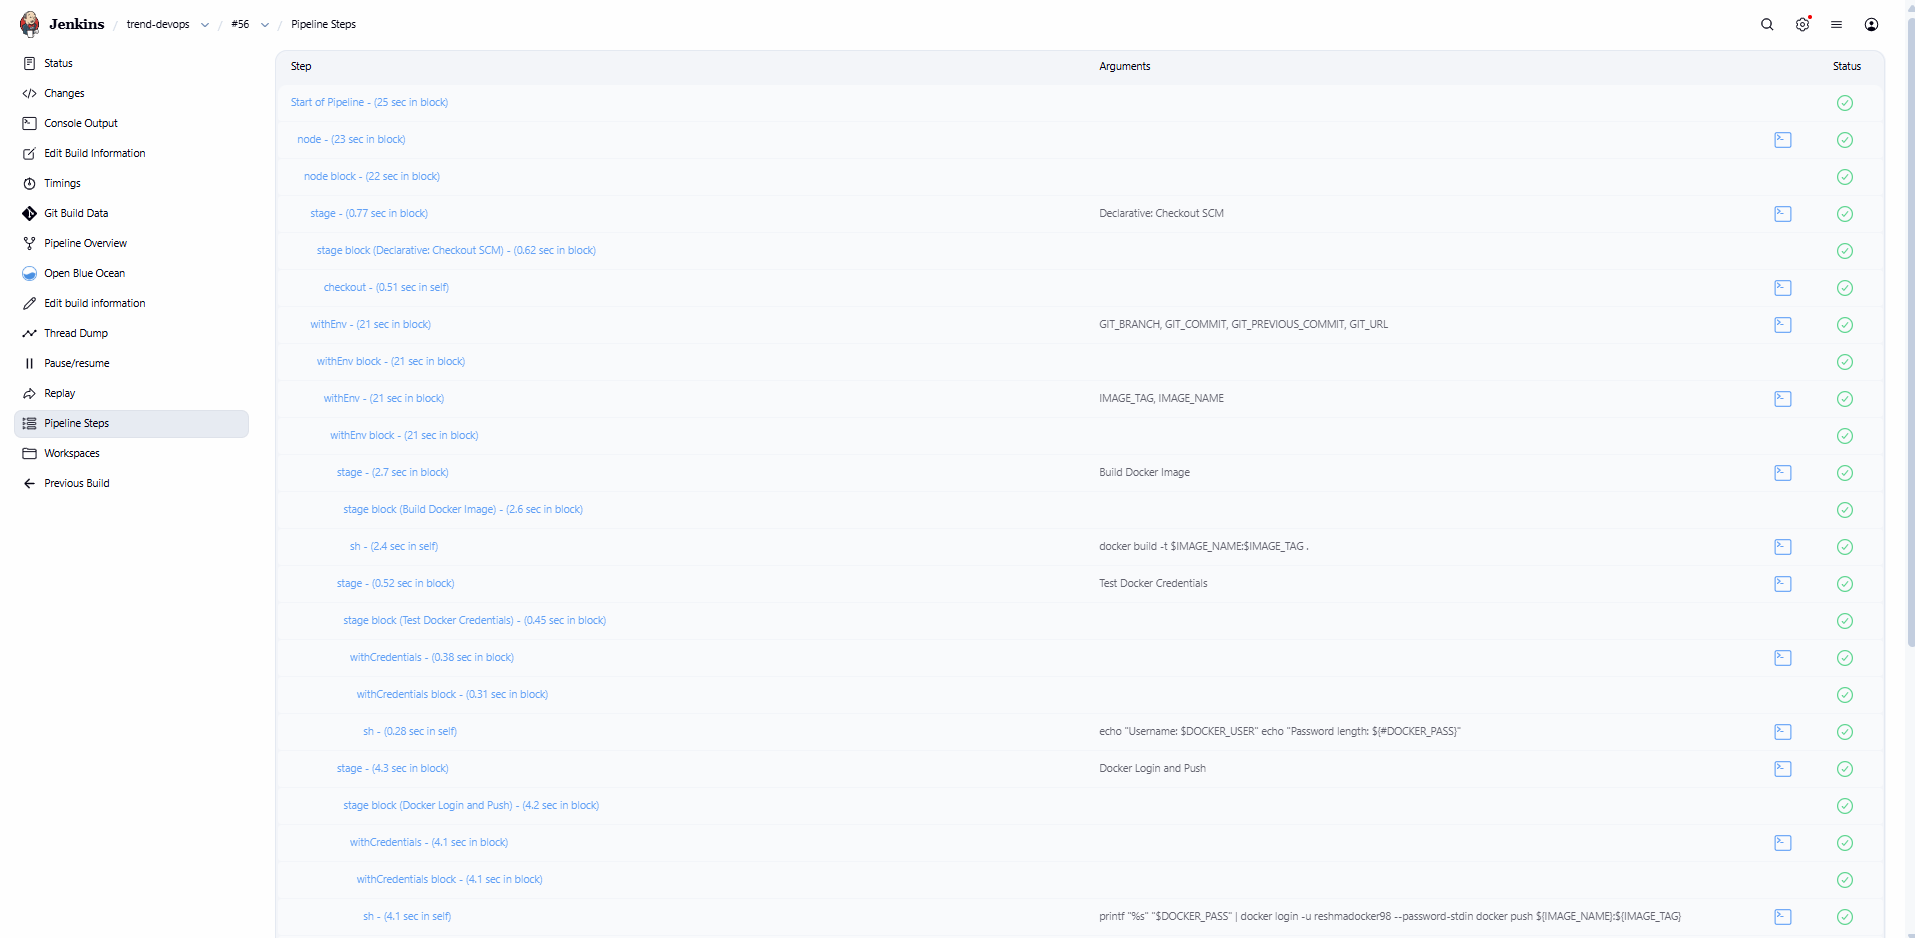 Jenkins / trend-devops / #56 / Pipeline Steps
Status
Changes
Console Output
Edit Build Information
Timings
Git Build Data
Pipeline Overview
Open Blue Ocean
Edit build information
Thread Dump
Pause/resume
Replay
Pipeline Steps
Workspaces
Previous Build
Step Arguments Status
Start of Pipeline - (25 sec in block)
node - (23 sec in block)
node block - (22 sec in block)
stage - (0.77 sec in block) Declarative: Checkout SCM
stage block (Declarative: Checkout SCM) - (0.62 sec in block)
checkout - (0.51 sec in self)
withEnv - (21 sec in block) GIT_BRANCH, GIT_COMMIT, GIT_PREVIOUS_COMMIT, GIT_URL
withEnv block - (21 sec in block)
withEnv - (21 sec in block) IMAGE_TAG, IMAGE_NAME
withEnv block - (21 sec in block)
stage - (2.7 sec in block) Build Docker Image
stage block (Build Docker Image) - (2.6 sec in block)
sh - (2.4 sec in self) docker build -t $IMAGE_NAME:$IMAGE_TAG .
stage - (0.52 sec in block) Test Docker Credentials
stage block (Test Docker Credentials) - (0.45 sec in block)
withCredentials - (0.38 sec in block)
withCredentials block - (0.31 sec in block)
sh - (0.28 sec in self) echo "Username: $DOCKER_USER" echo "Password length: ${#DOCKER_PASS}"
stage - (4.3 sec in block) Docker Login and Push
stage block (Docker Login and Push) - (4.2 sec in block)
withCredentials - (4.1 sec in block)
withCredentials block - (4.1 sec in block)
sh - (4.1 sec in self) printf "%s" "$DOCKER_PASS" | docker login -u reshmadocker98 --password-stdin docker push ${IMAGE_NAME}:${IMAGE_TAG}